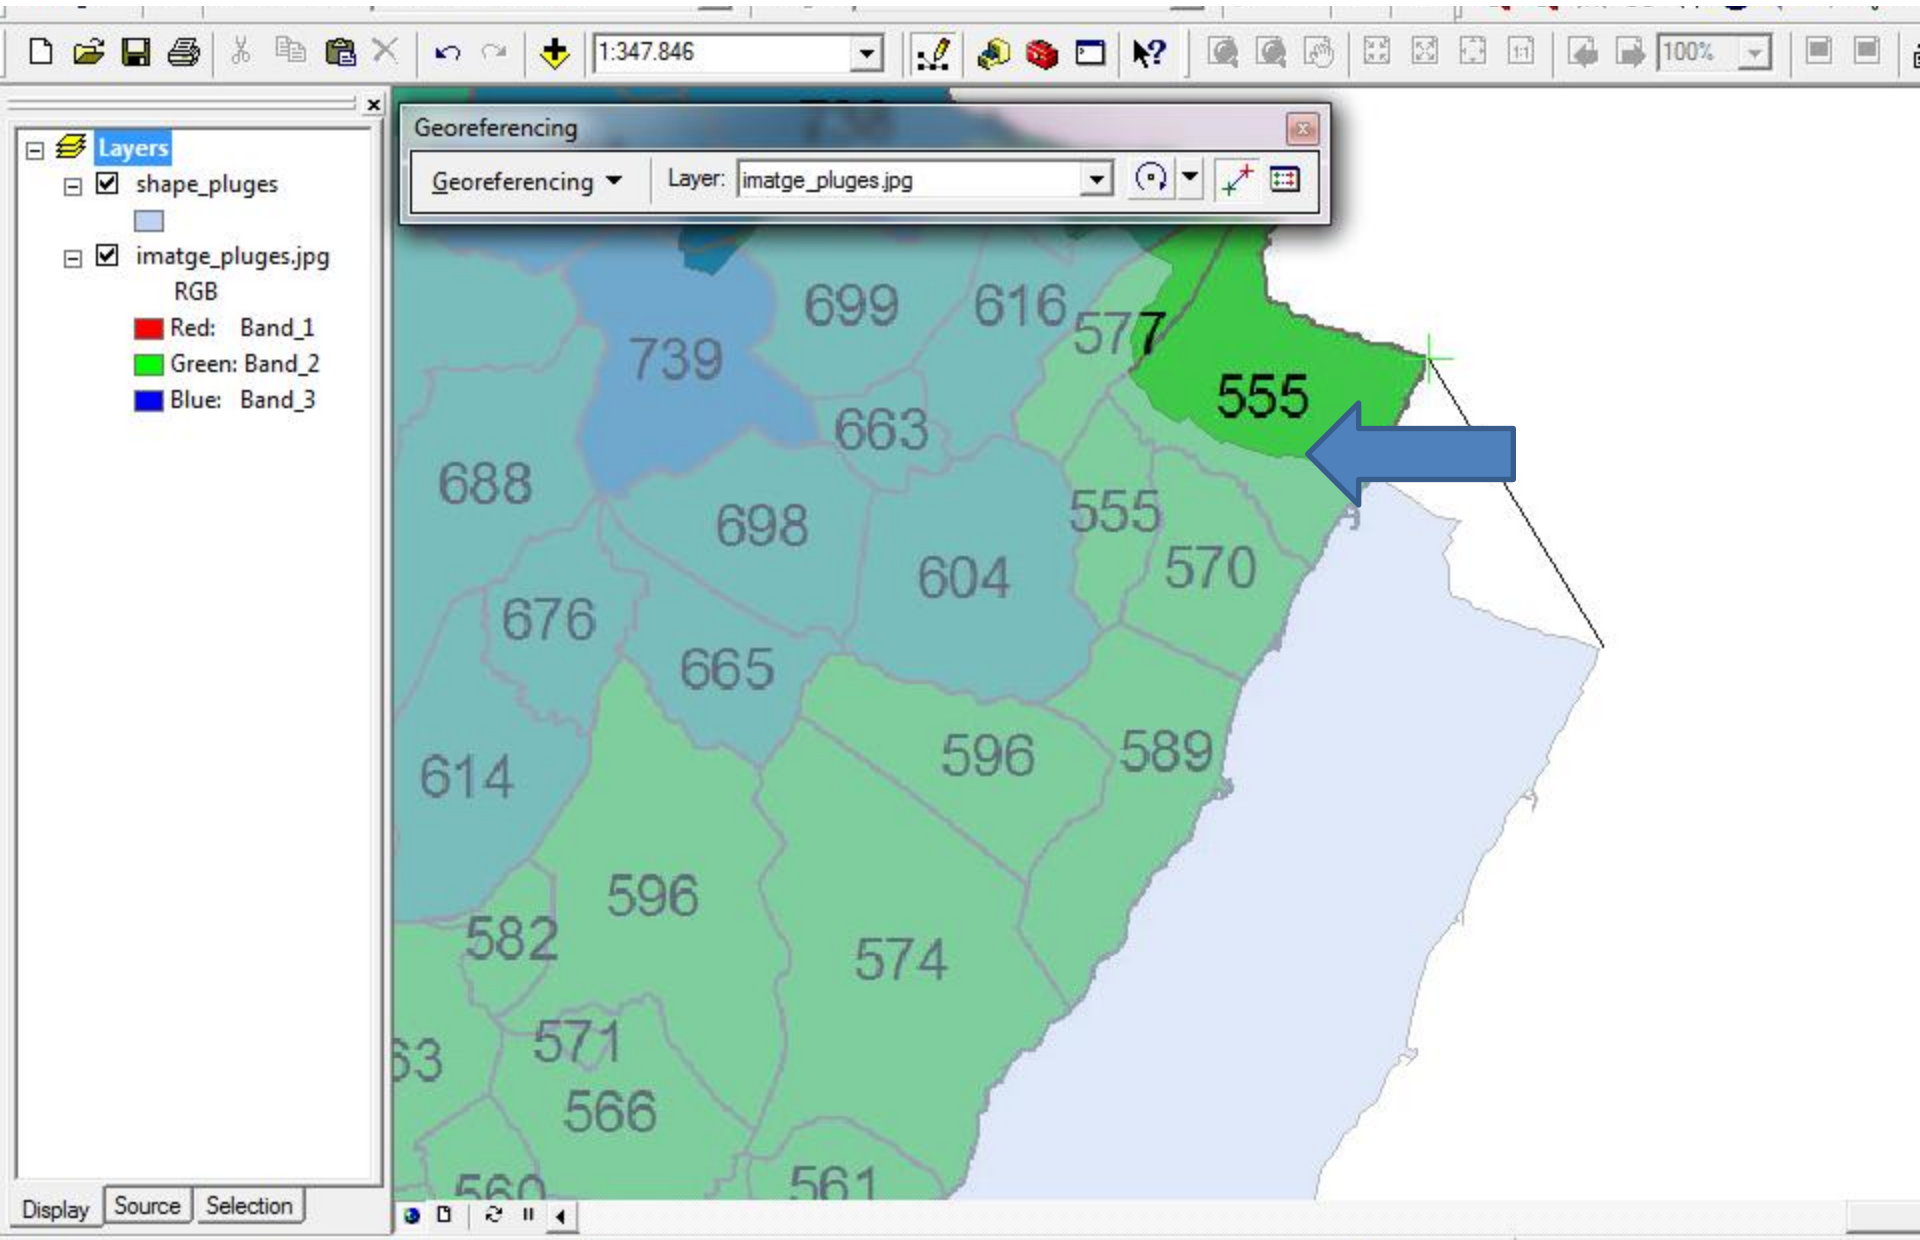 1:347.846
100%
Layers
shape_pluges
imatge_pluges.jpg
RGB
Red: Band_1
Green: Band_2
Blue: Band_3
Display Source Selection
Georeferencing
Georeferencing Layer: imatge_pluges.jpg
699
616
577
739
555
663
688
698
555
604
570
676
665
614
596
589
596
582
574
63
571
566
560
561